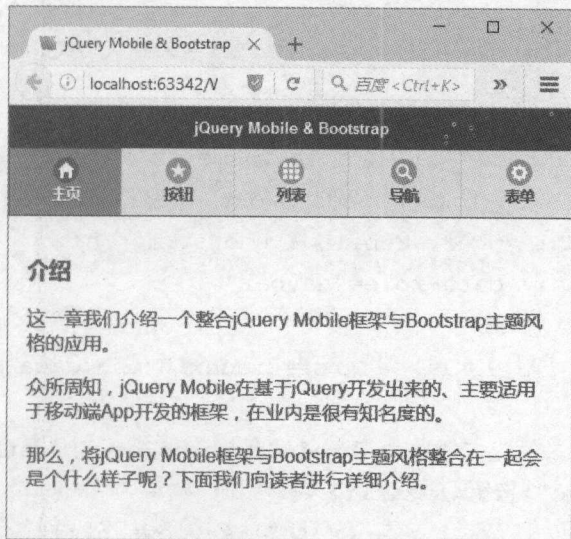 jQuery Mobile & Bootstrap
localhost:63342/
百度 <Ctrl+K>
jQuery Mobile & Bootstrap
主页 按钮 列表 导航 表单
介绍
这一章我们介绍一个整合jQuery Mobile框架与Bootstrap主题风
格的应用。
众所周知，jQuery Mobile在基于jQuery开发出来的、主要适用
于移动端App开发的框架，在业内是很有知名度的。
那么，将jQuery Mobile框架与Bootstrap主题风格整合在一起会
是个什么样子呢？下面我们向读者进行详细介绍。